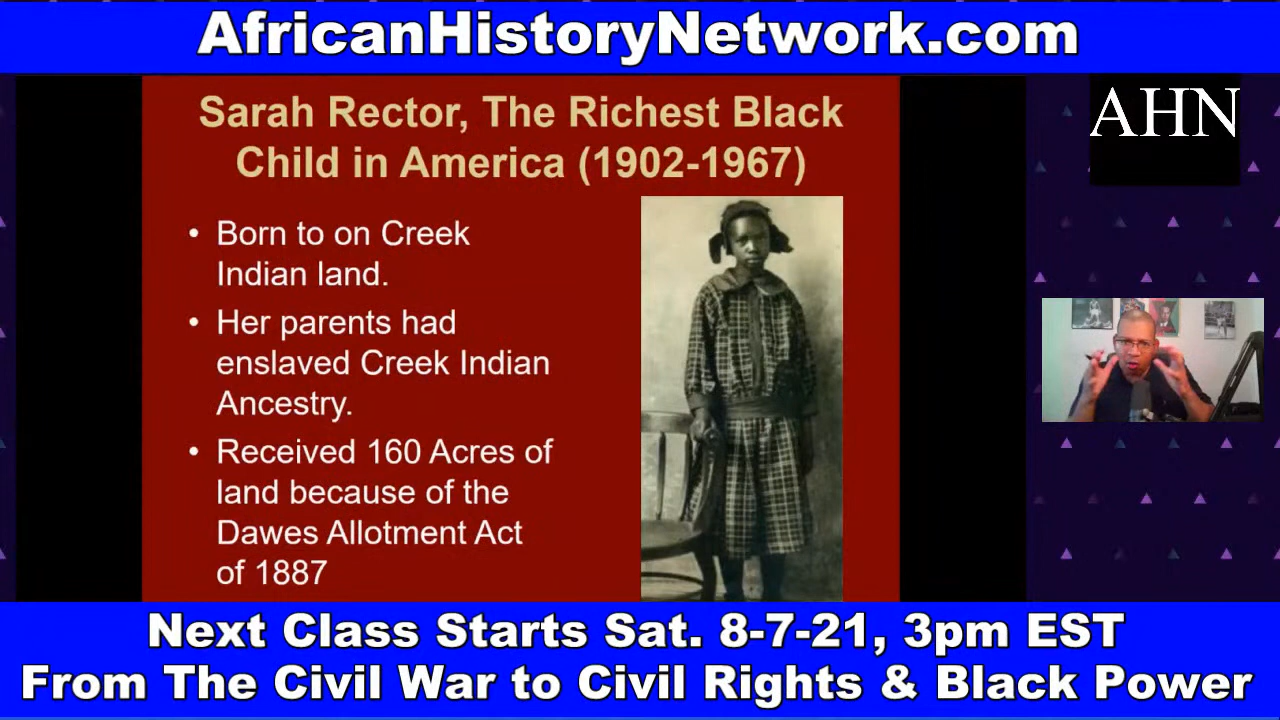 AfricanHistoryNetwork.com
AHN
Sarah Rector, The Richest Black
Child in America (1902-1967)
• Born to on Creek
Indian land.
• Her parents had
enslaved Creek Indian
Ancestry.
• Received 160 Acres of
land because of the
Dawes Allotment Act
of 1887
Next Class Starts Sat. 8-7-21, 3pm EST
From The Civil War to Civil Rights & Black Power